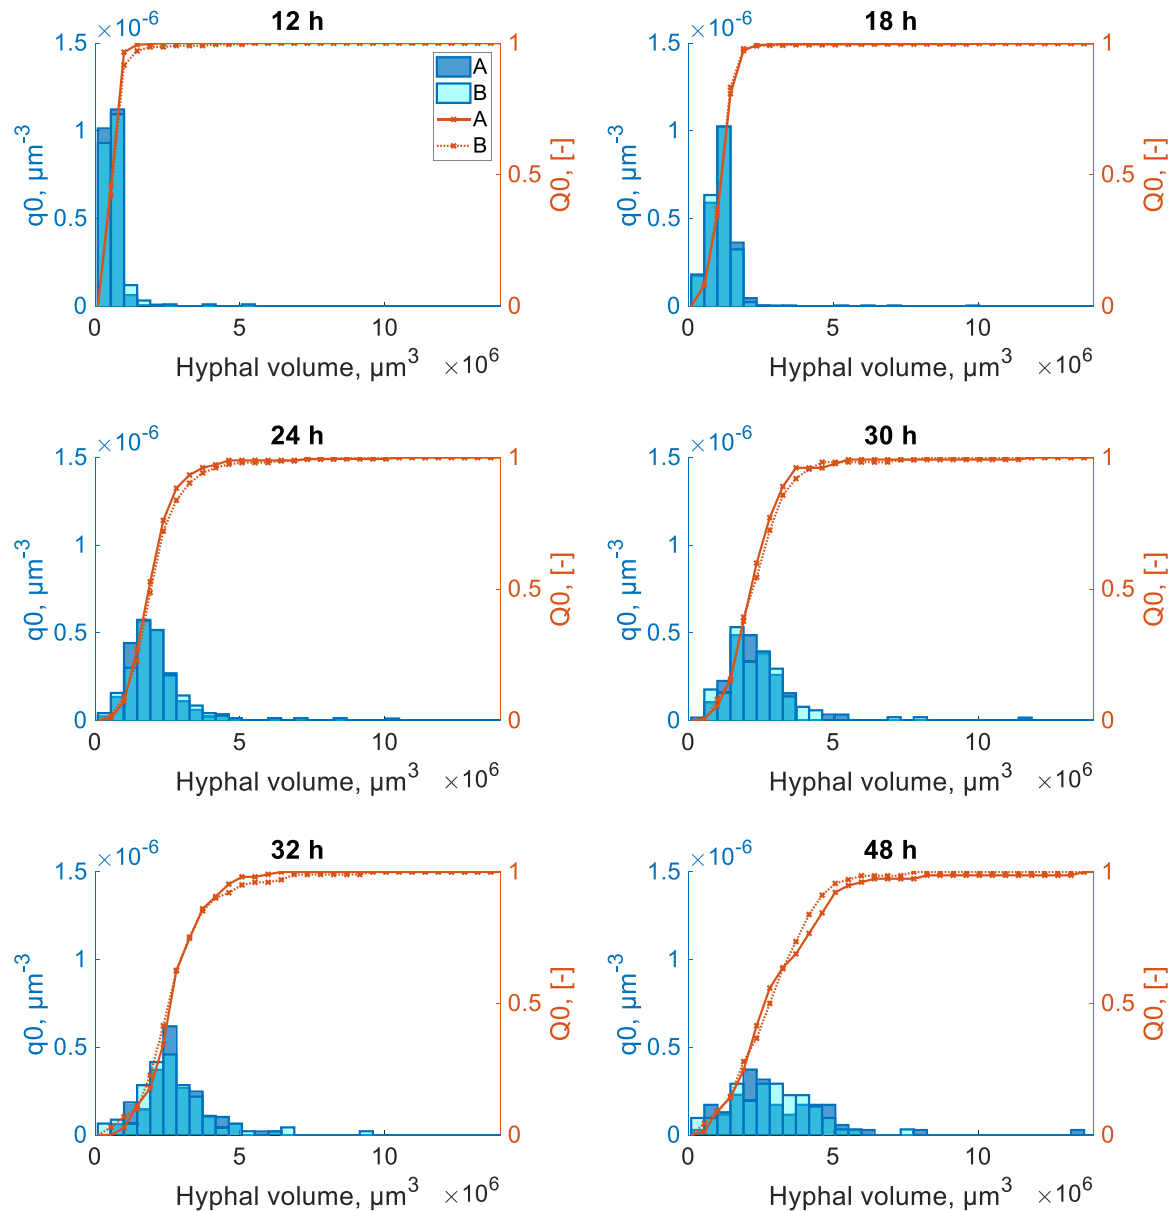 12 h
×10⁻⁶
1.5
1
0.5
0
q0, µm⁻³
1
0.5
0
Q0, [-]
A
B
A
B
0 5 10
Hyphal volume, µm³ ×10⁶
18 h
×10⁻⁶
1.5
1
0.5
0
q0, µm⁻³
1
0.5
0
Q0, [-]
0 5 10
Hyphal volume, µm³ ×10⁶
24 h
×10⁻⁶
1.5
1
0.5
0
q0, µm⁻³
1
0.5
0
Q0, [-]
0 5 10
Hyphal volume, µm³ ×10⁶
30 h
×10⁻⁶
1.5
1
0.5
0
q0, µm⁻³
1
0.5
0
Q0, [-]
0 5 10
Hyphal volume, µm³ ×10⁶
32 h
×10⁻⁶
1.5
1
0.5
0
q0, µm⁻³
1
0.5
0
Q0, [-]
0 5 10
Hyphal volume, µm³ ×10⁶
48 h
×10⁻⁶
1.5
1
0.5
0
q0, µm⁻³
1
0.5
0
Q0, [-]
0 5 10
Hyphal volume, µm³ ×10⁶